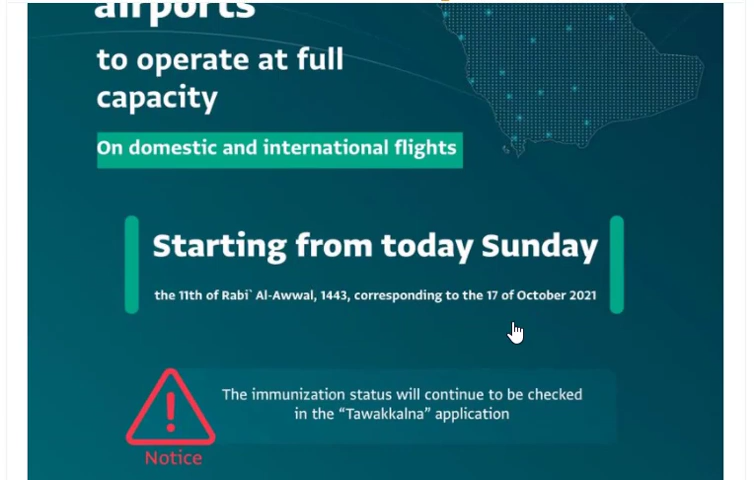 airports
to operate at full
capacity
On domestic and international flights
Starting from today Sunday
the 11th of Rabi` Al-Awwal, 1443, corresponding to the 17 of October 2021
The immunization status will continue to be checked
in the “Tawakkalna” application
Notice